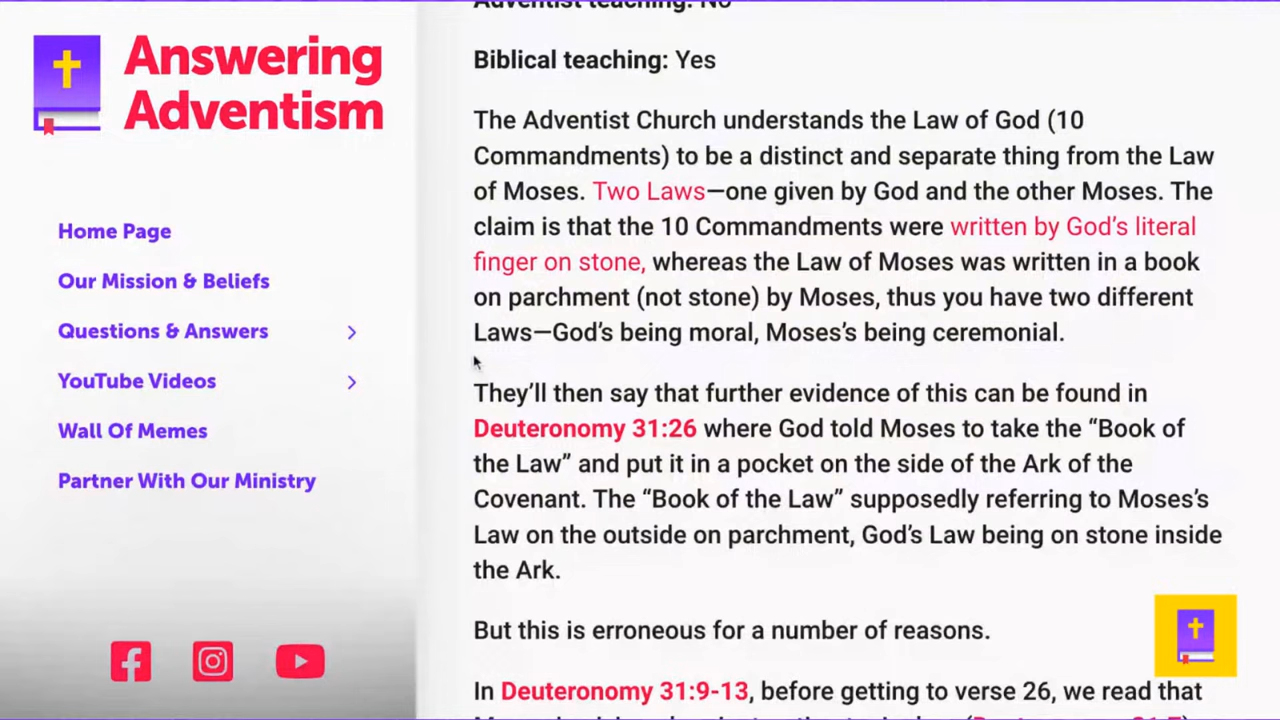 Answering
Adventism
Home Page
Our Mission & Beliefs
Questions & Answers
YouTube Videos
Wall Of Memes
Partner With Our Ministry
Adventist teaching: No
Biblical teaching: Yes
The Adventist Church understands the Law of God (10
Commandments) to be a distinct and separate thing from the Law
of Moses. Two Laws—one given by God and the other Moses. The
claim is that the 10 Commandments were written by God’s literal
finger on stone, whereas the Law of Moses was written in a book
on parchment (not stone) by Moses, thus you have two different
Laws—God’s being moral, Moses’s being ceremonial.
They’ll then say that further evidence of this can be found in
Deuteronomy 31:26 where God told Moses to take the “Book of
the Law” and put it in a pocket on the side of the Ark of the
Covenant. The “Book of the Law” supposedly referring to Moses’s
Law on the outside on parchment, God’s Law being on stone inside
the Ark.
But this is erroneous for a number of reasons.
In Deuteronomy 31:9-13, before getting to verse 26, we read that